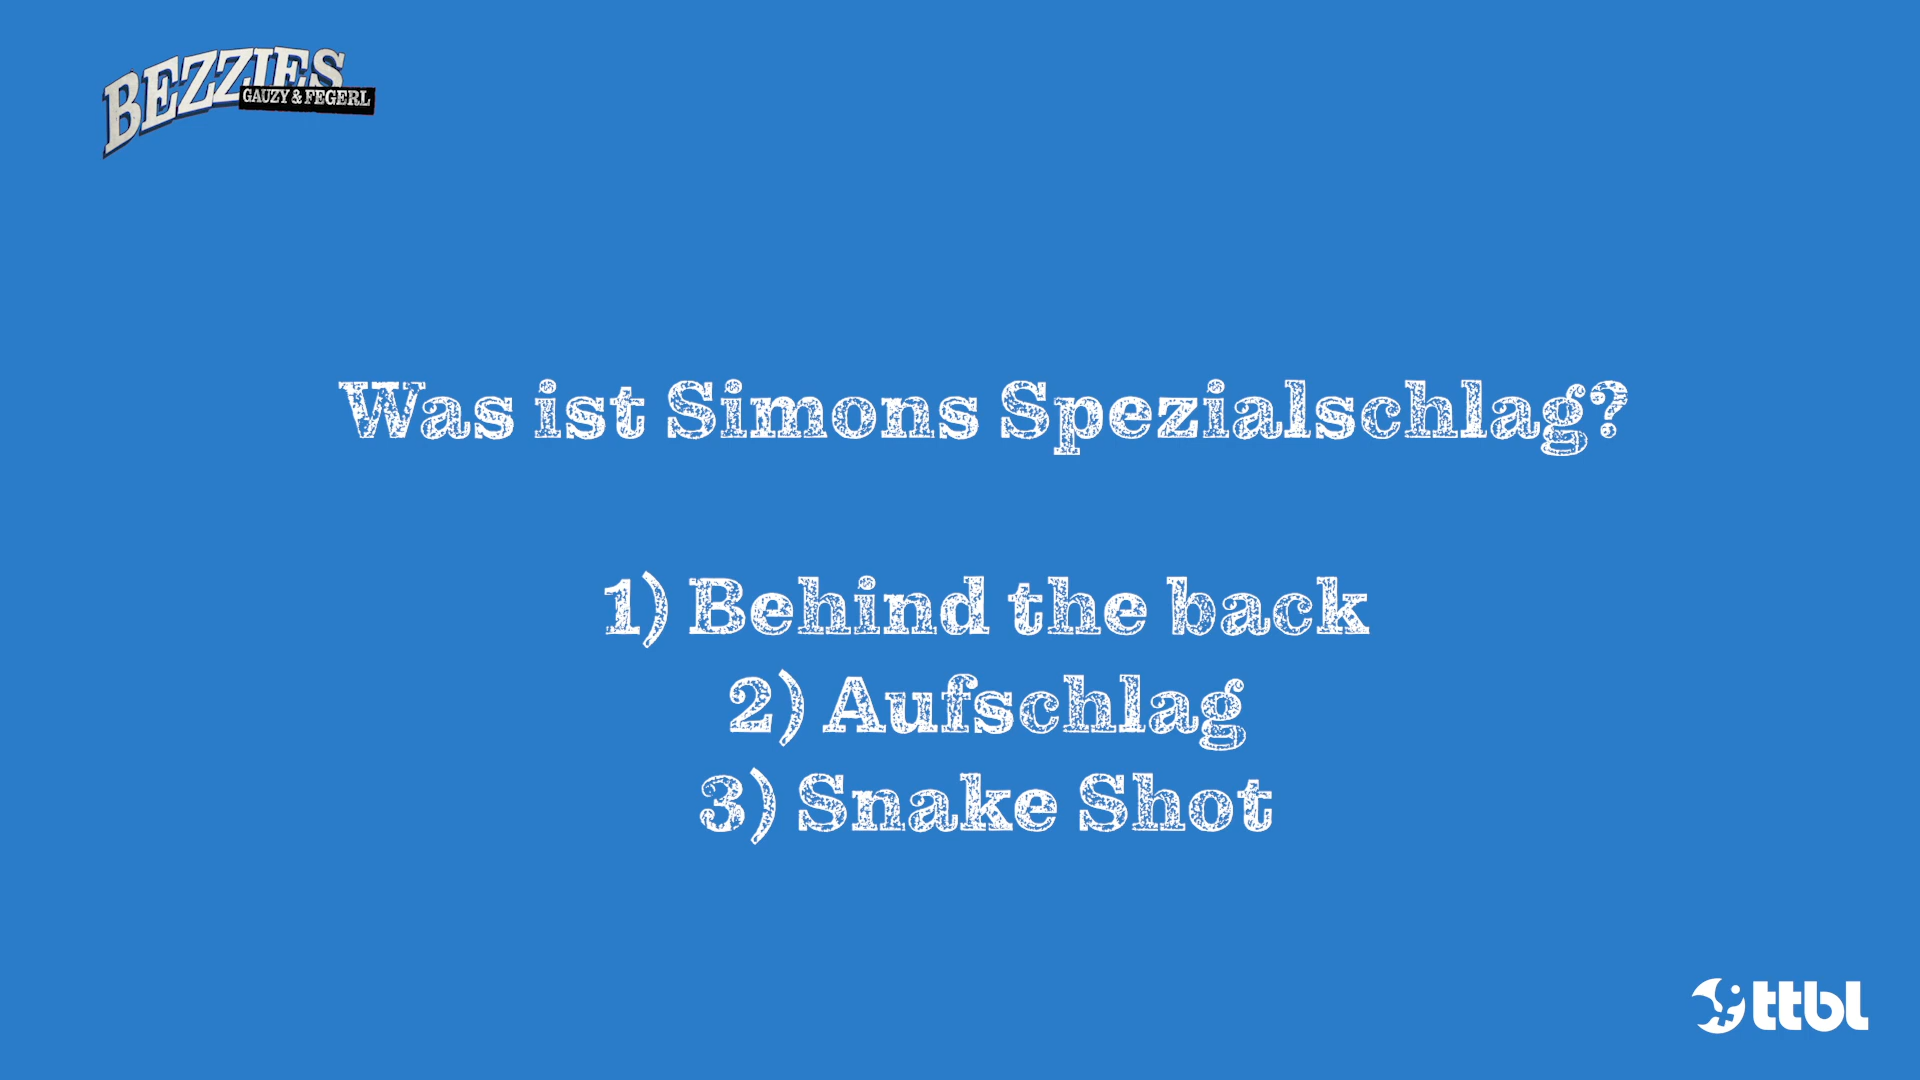 BEZZIES
GAUZY & FEGERL
Was ist Simons Spezialschlag?
1) Behind the back
2) Aufschlag
3) Snake Shot
ttbl